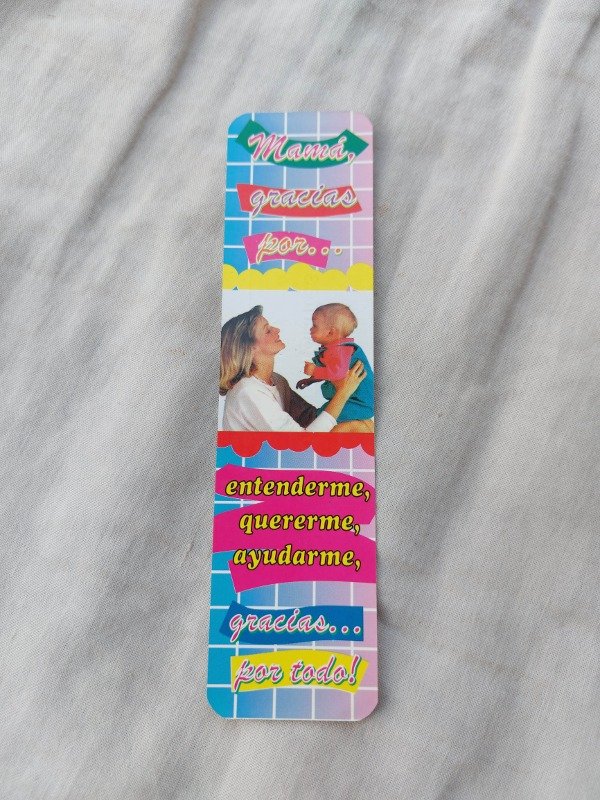 Mamá,
gracias
por...
entenderme,
quererme,
ayudarme,
gracias...
por todo!